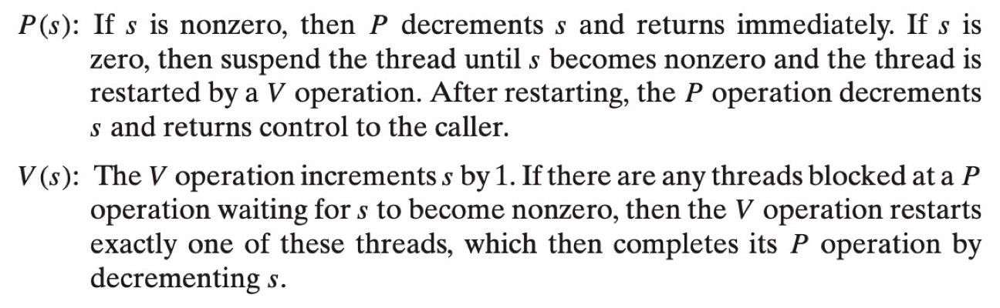 P(s): If s is nonzero, then P decrements s and returns immediately. If s is
zero, then suspend the thread until s becomes nonzero and the thread is
restarted by a V operation. After restarting, the P operation decrements
s and returns control to the caller.
V(s): The V operation increments s by 1. If there are any threads blocked at a P
operation waiting for s to become nonzero, then the V operation restarts
exactly one of these threads, which then completes its P operation by
decrementing s.